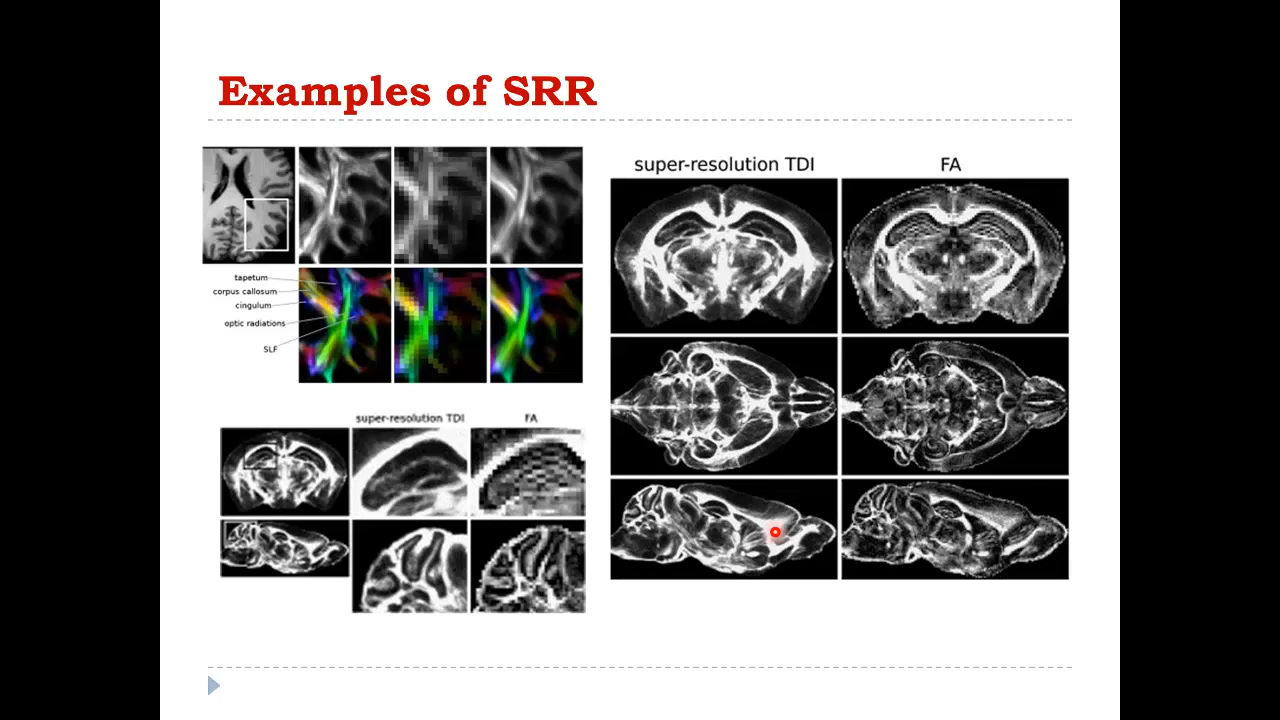 Examples of SRR
tapetum
corpus callosum
cingulum
optic radiations
SLF
super-resolution TDI
FA
super-resolution TDI
FA